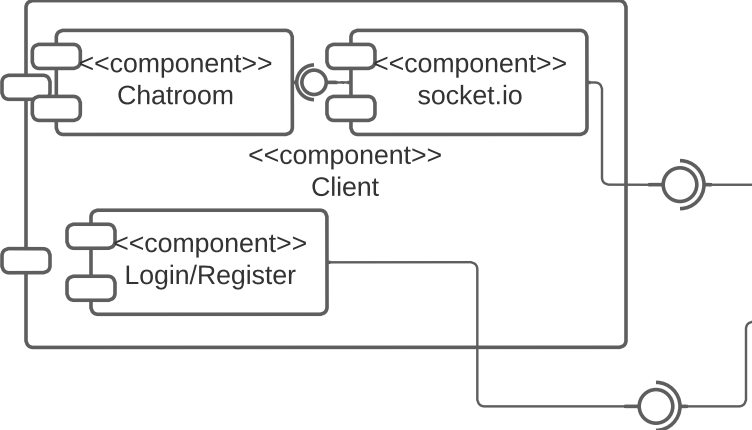 <<component>>
Chatroom
<<component>>
socket.io
<<component>>
Client
<<component>>
Login/Register